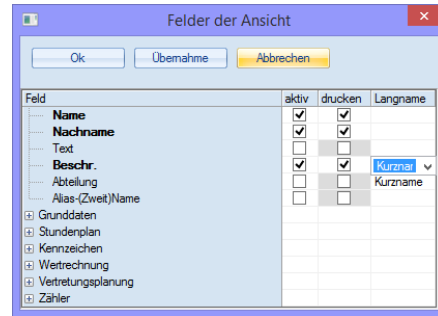 Felder der Ansicht
Ok Übernahme Abbrechen
Feld aktiv drucken Langname
Name
Nachname
Text
Beschr. Kurznar
Abteilung Kurzname
Alias-(Zweit)Name
Grunddaten
Stundenplan
Kennzeichen
Wertrechnung
Vertretungsplanung
Zähler